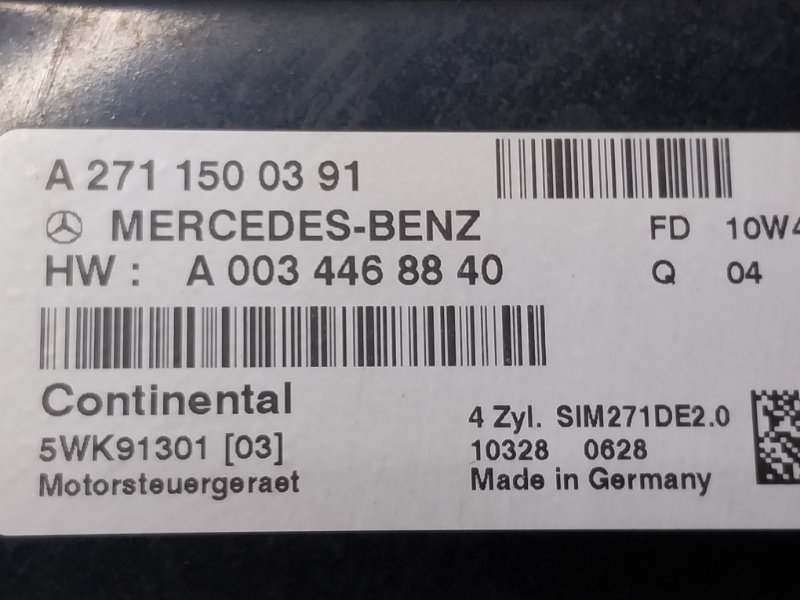 A 271 150 03 91
MERCEDES-BENZ FD 10W4
HW : A 003 446 88 40 Q 04
Continental
4 Zyl. SIM271DE2.0
5WK91301 [03] 10328 0628
Motorsteuergeraet Made in Germany